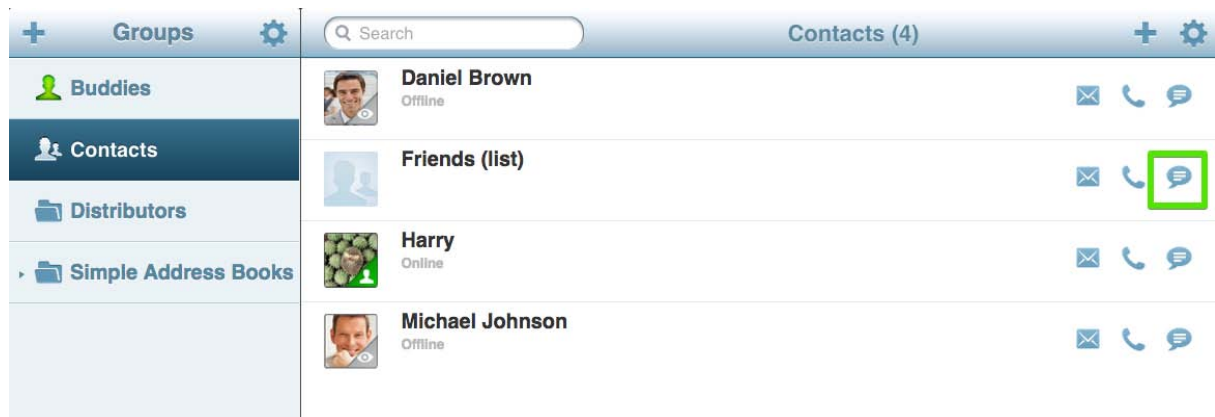 Groups
Buddies
Contacts
Distributors
Simple Address Books
Search
Contacts (4)
Daniel Brown
Offline
Friends (list)
Harry
Online
Michael Johnson
Offline